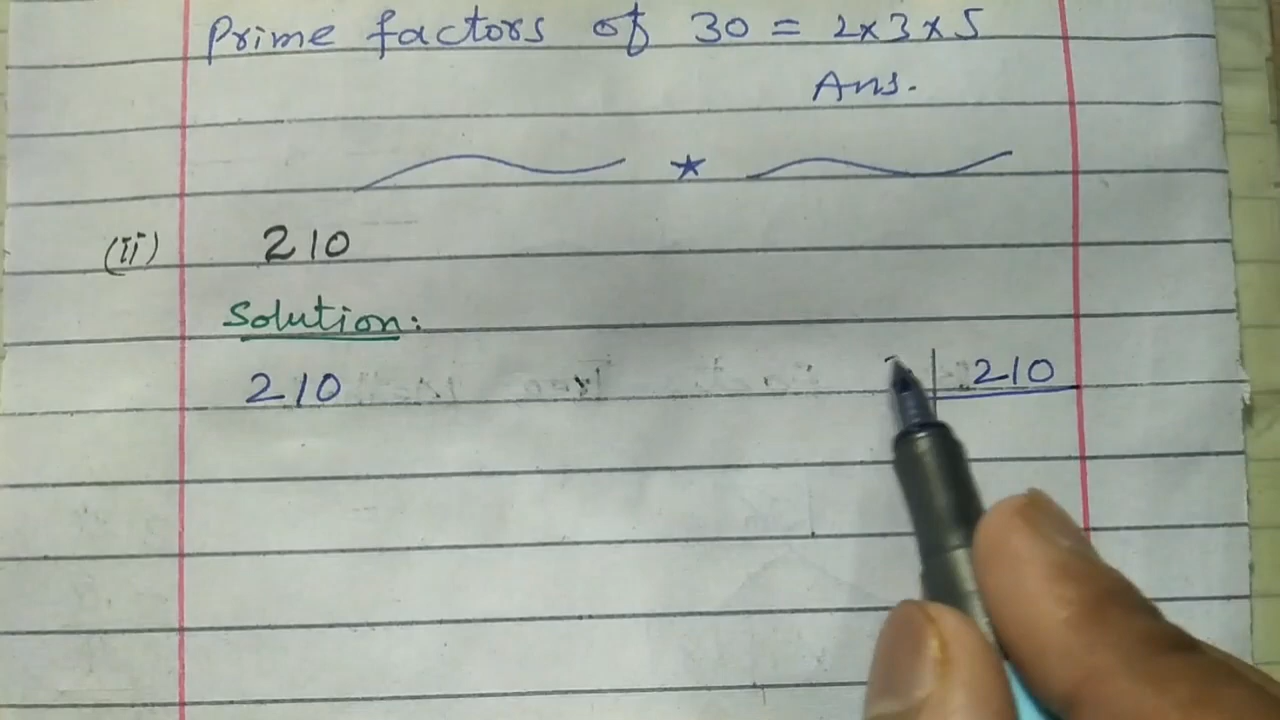 Prime factors of 30 = 2×3×5
Ans.
(ii) 210
Solution:
210
210